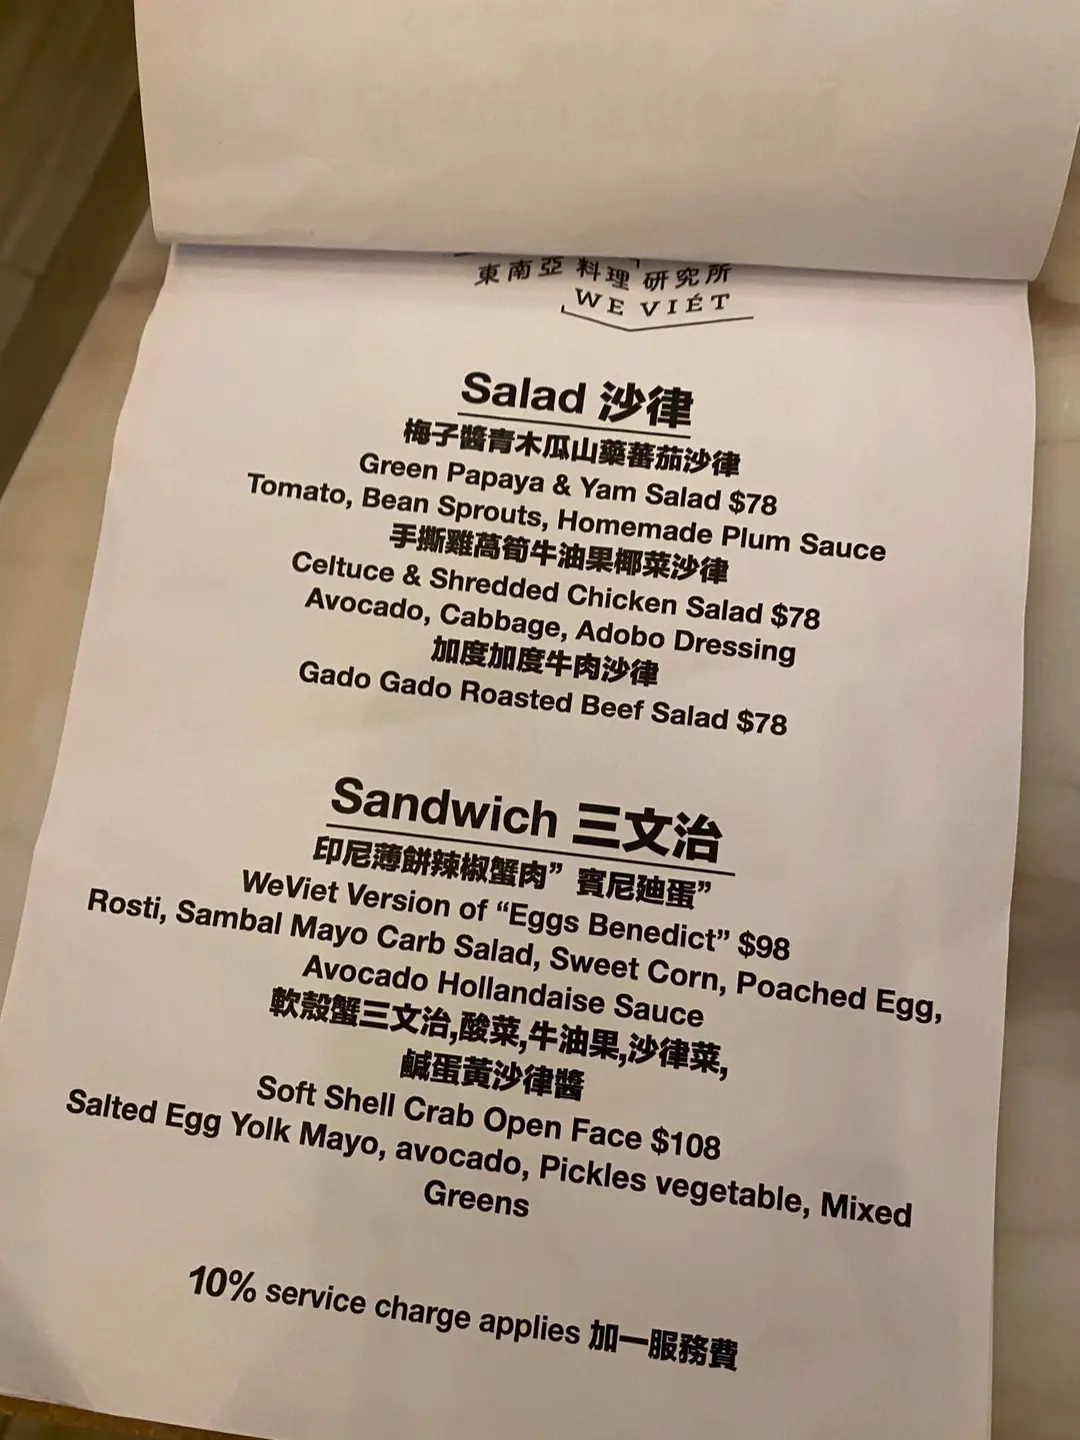 東南亞 料理 研究所
WE VIÉT
Salad 沙律
梅子醬青木瓜山藥蕃茄沙律
Green Papaya & Yam Salad $78
Tomato, Bean Sprouts, Homemade Plum Sauce
手撕雞萵筍牛油果椰菜沙律
Celtuce & Shredded Chicken Salad $78
Avocado, Cabbage, Adobo Dressing
加度加度牛肉沙律
Gado Gado Roasted Beef Salad $78
Sandwich 三文治
印尼薄餅辣椒蟹肉” 賓尼廸蛋”
WeViet Version of “Eggs Benedict” $98
Rosti, Sambal Mayo Carb Salad, Sweet Corn, Poached Egg,
Avocado Hollandaise Sauce
軟殼蟹三文治,酸菜,牛油果,沙律菜,
鹹蛋黃沙律醬
Soft Shell Crab Open Face $108
Salted Egg Yolk Mayo, avocado, Pickles vegetable, Mixed
Greens
10% service charge applies 加一服務費